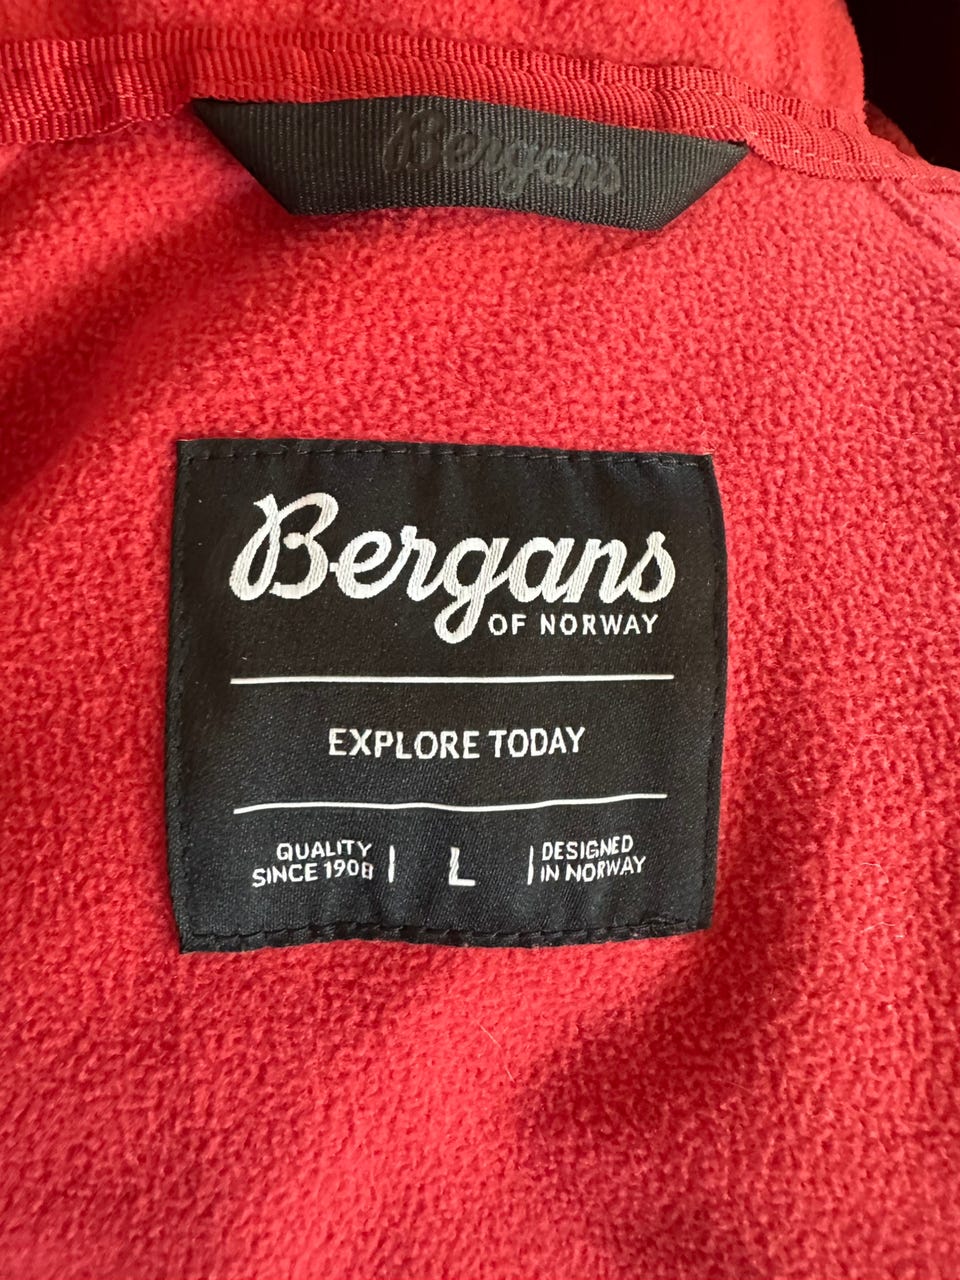 Bergans
Bergans
OF NORWAY
EXPLORE TODAY
QUALITY
SINCE 1908
L
DESIGNED
IN NORWAY